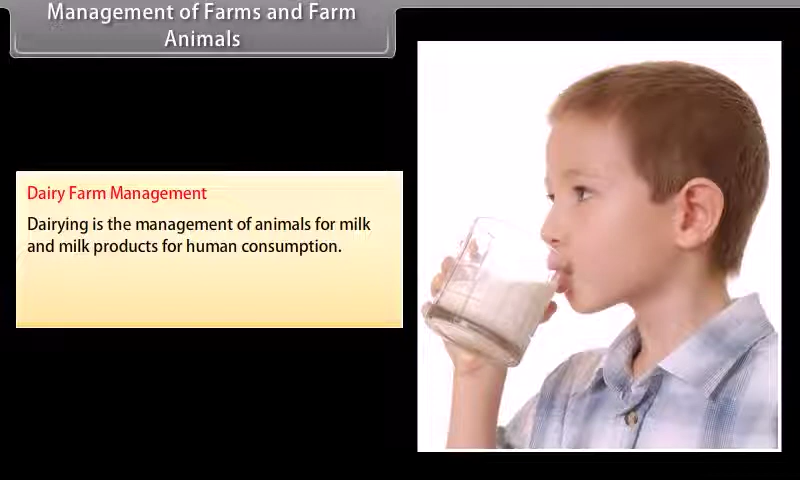 Management of Farms and Farm
Animals
Dairy Farm Management
Dairying is the management of animals for milk
and milk products for human consumption.